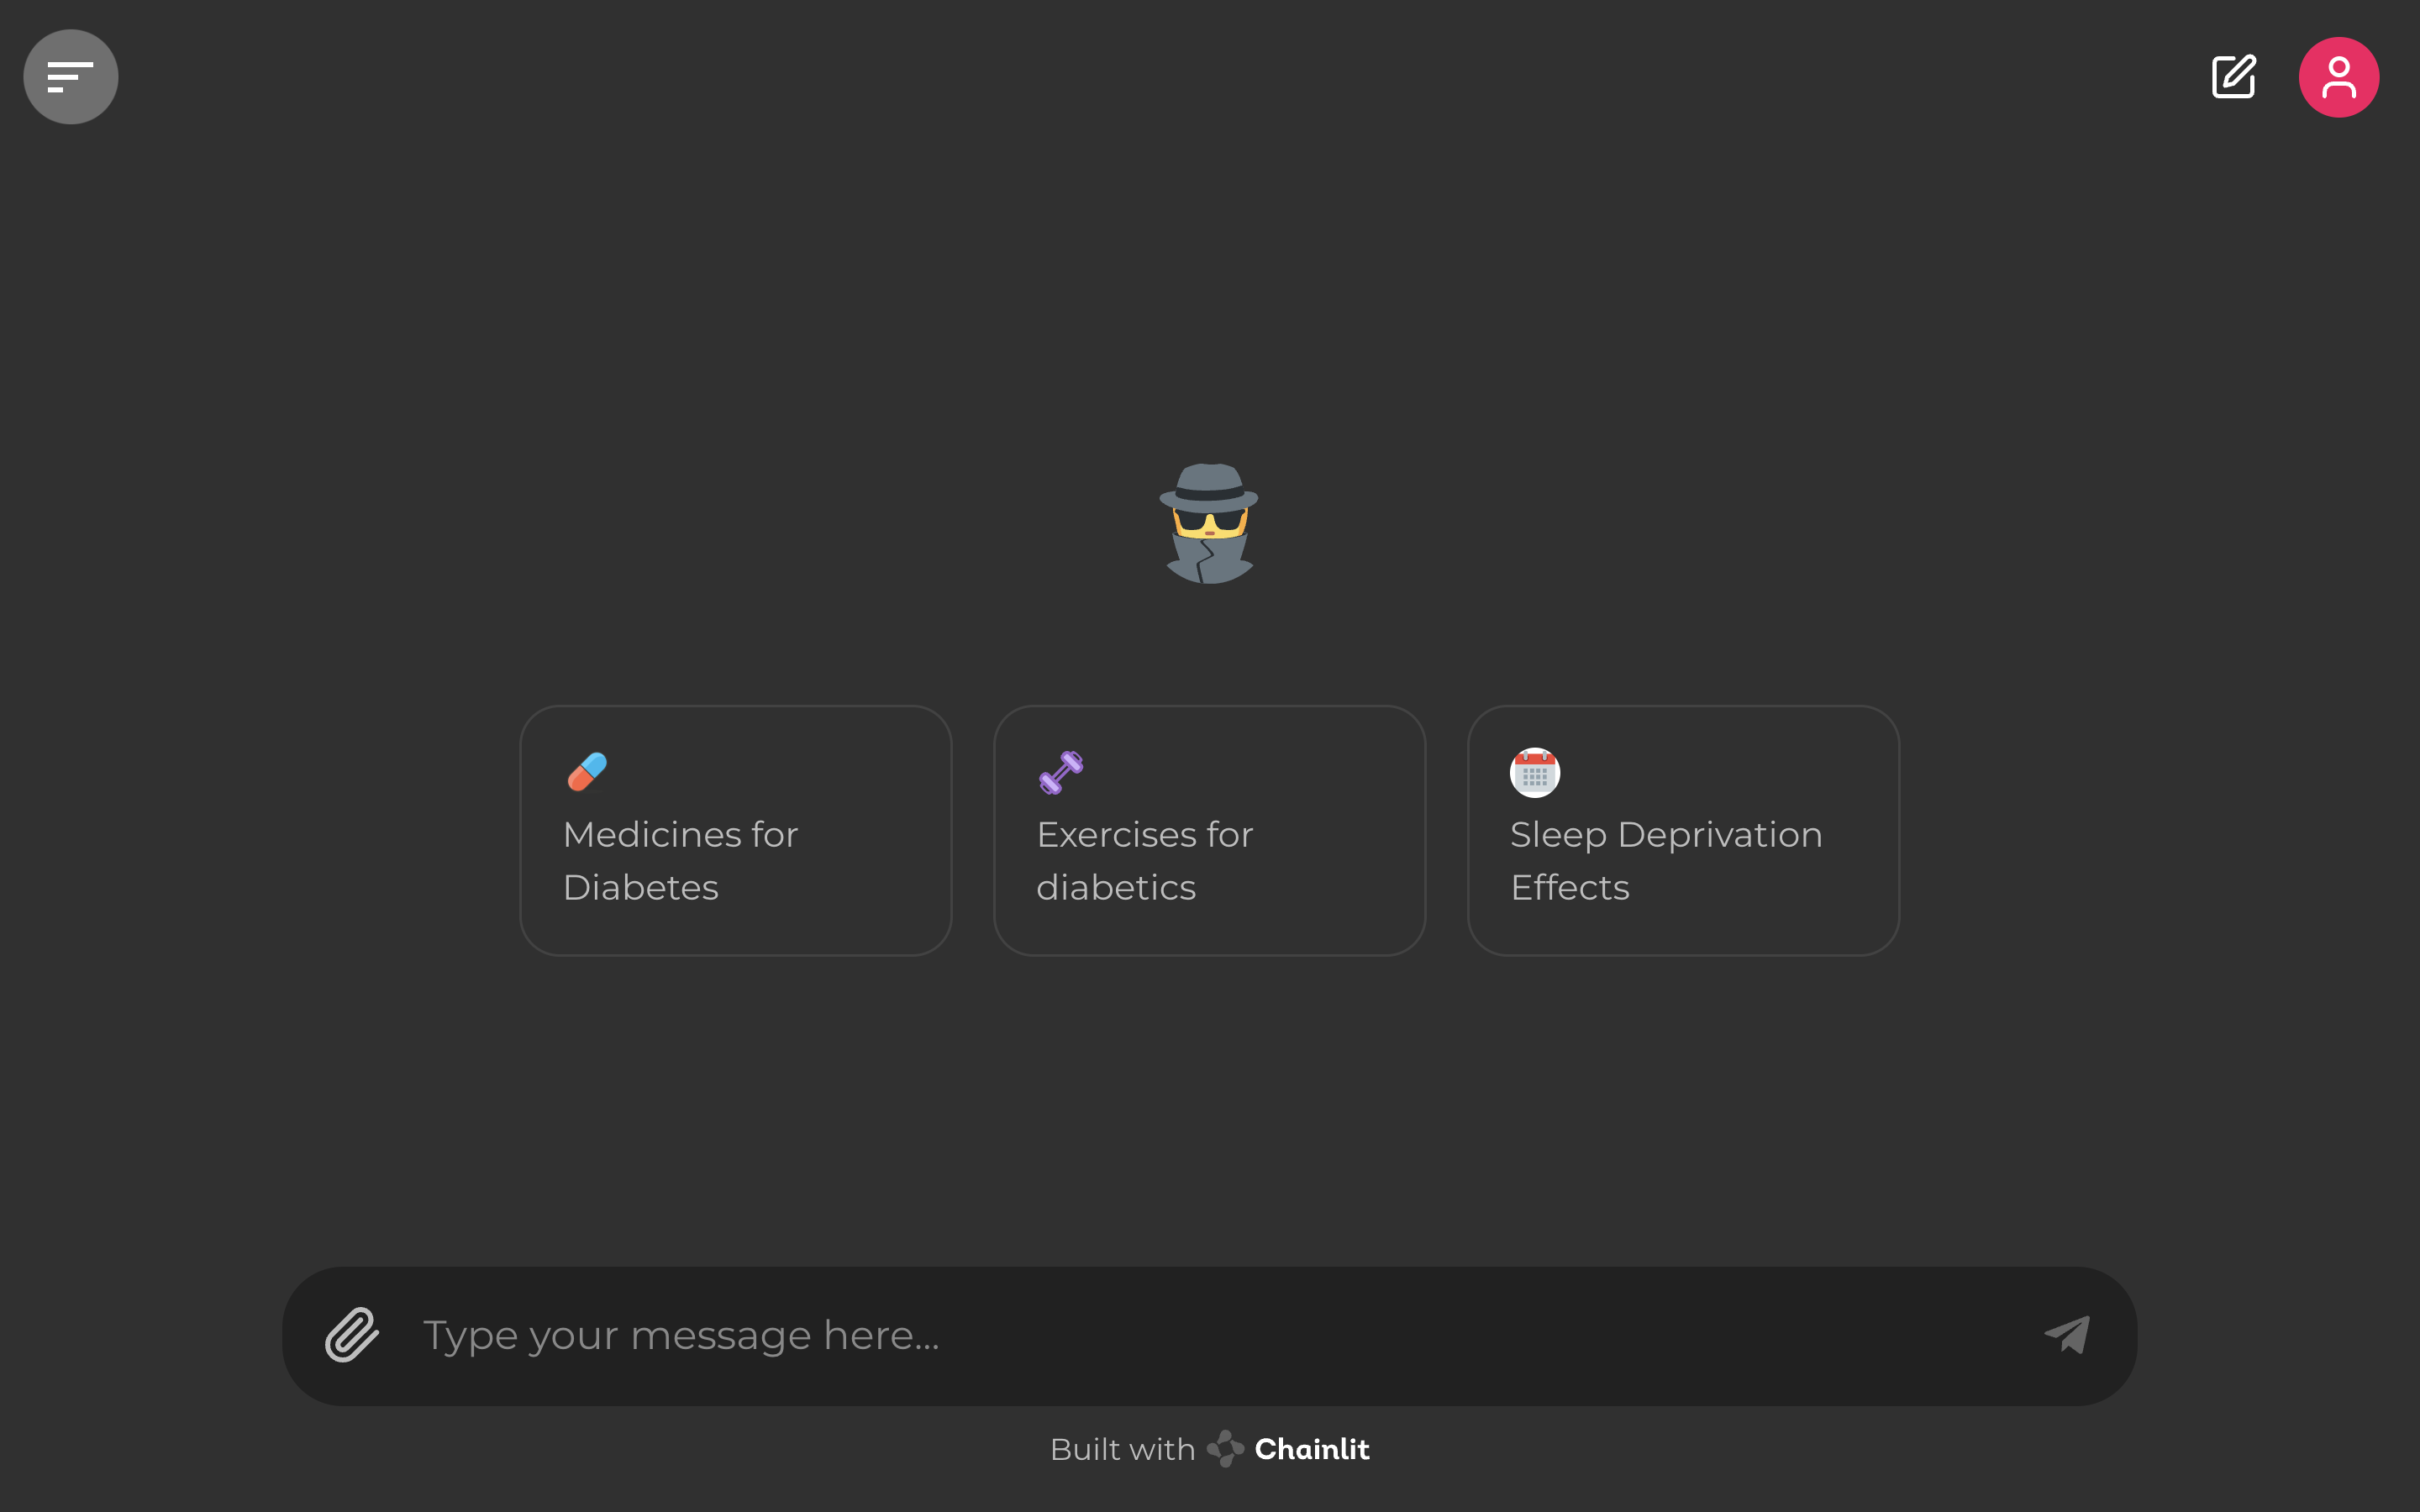 Medicines for
Diabetes
Exercises for
diabetics
Sleep Deprivation
Effects
Type your message here...
Built with Chainlit